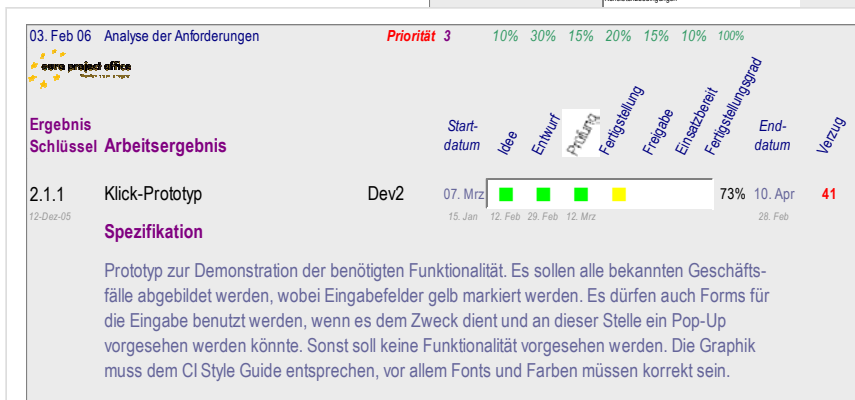 03. Feb 06 Analyse der Anforderungen Priorität 3 10% 30% 15% 20% 15% 10% 100%
euro project office
Ergebnis Schlüssel Arbeitsergebnis Start-datum Idee Entwurf Prüfung Fertigstellung Freigabe Einsatzbereit Fertigstellungsgrad End-datum Verzug
2.1.1 Klick-Prototyp Dev2 07. Mrz 73% 10. Apr 41
12-Dez-05 15. Jan 12. Feb 29. Feb 12. Mrz 28. Feb
Spezifikation
Prototyp zur Demonstration der benötigten Funktionalität. Es sollen alle bekannten Geschäfts-
fälle abgebildet werden, wobei Eingabefelder gelb markiert werden. Es dürfen auch Forms für
die Eingabe benutzt werden, wenn es dem Zweck dient und an dieser Stelle ein Pop-Up
vorgesehen werden könnte. Sonst soll keine Funktionalität vorgesehen werden. Die Graphik
muss dem CI Style Guide entsprechen, vor allem Fonts und Farben müssen korrekt sein.